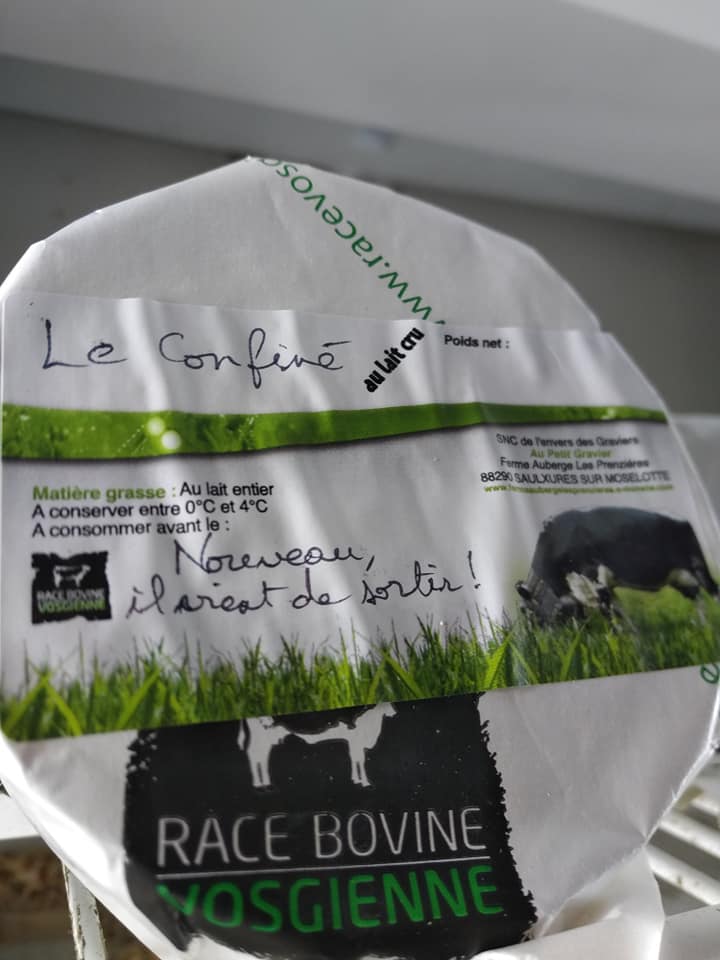 www.racevosg
Le Confiné
au lait cru
Poids net :
SNC de l'envers des Graviers
Au Petit Gravier
Ferme Auberge Les Prenzières
88290 SAULXURES SUR MOSELOTTE
Matière grasse : Au lait entier
A conserver entre 0°C et 4°C
A consommer avant le :
Nouveau,
il vient de sortir !
RACE BOVINE
VOSGIENNE
RACE BOVINE
VOSGIENNE